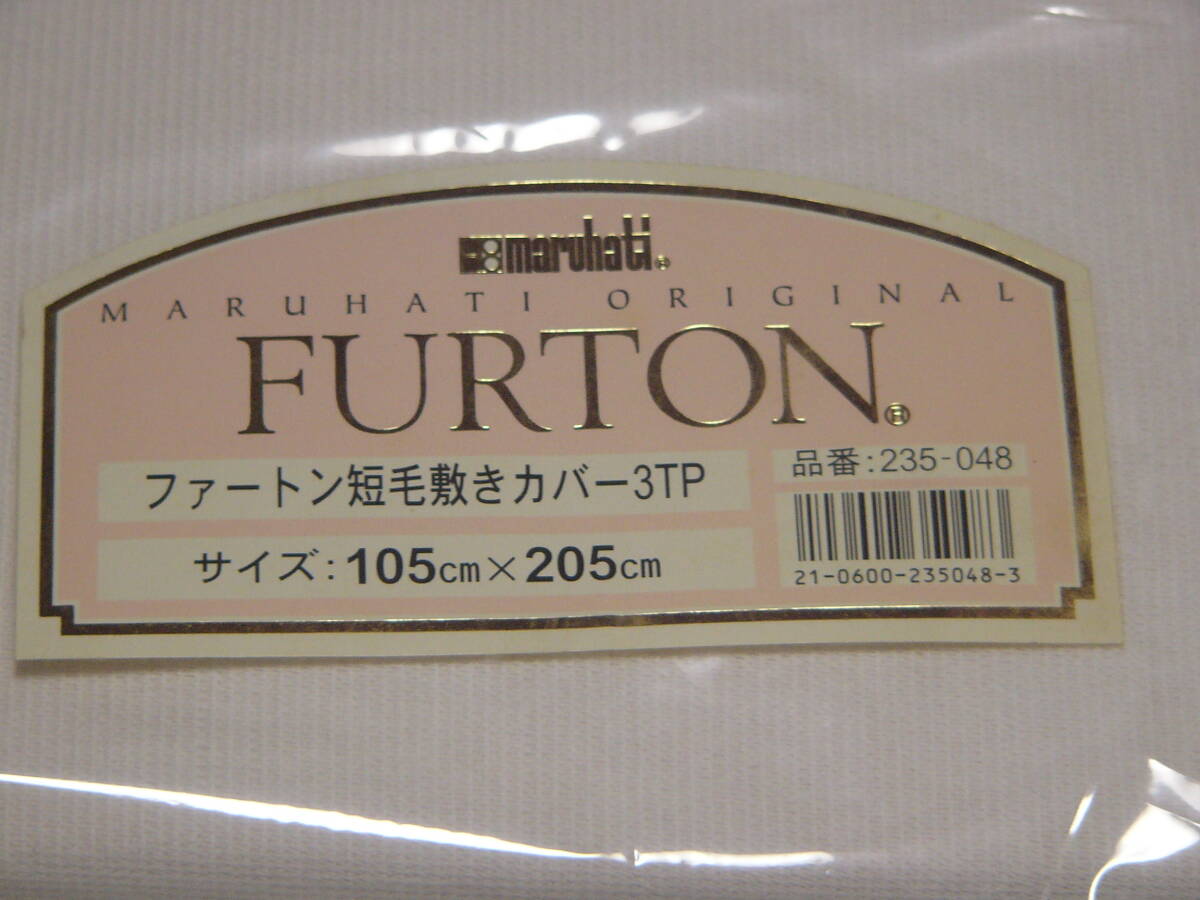 maruhati®
MARUHATI ORIGINAL
FURTON®
ファートン短毛敷きカバー3TP
サイズ:105cm×205cm
品番:235-048
21-0600-235048-3